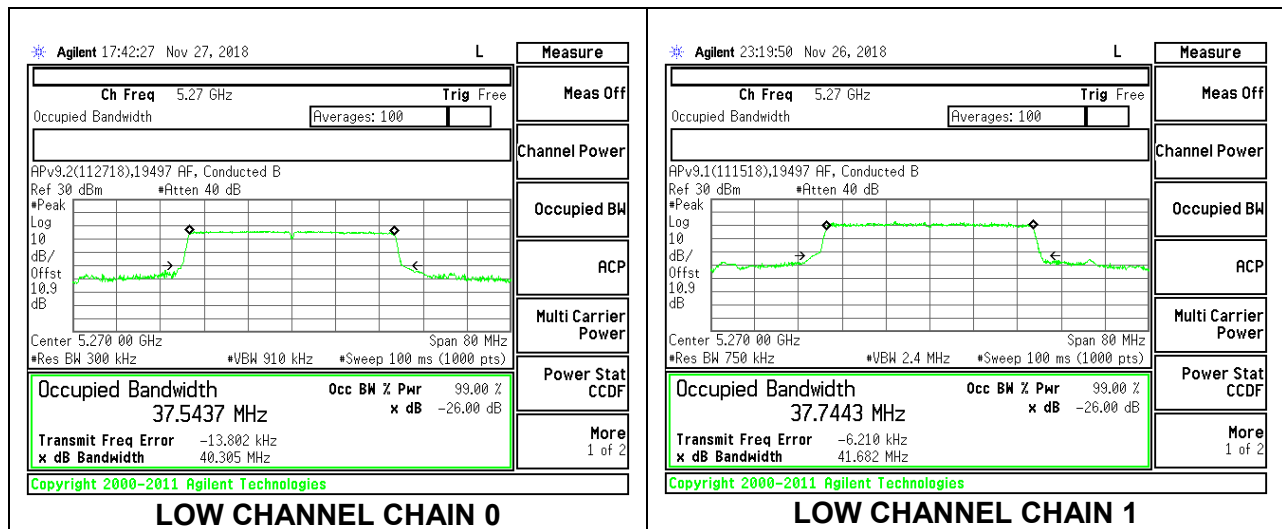 Agilent 17:42:27 Nov 27, 2018 L
Measure
Ch Freq 5.27 GHz Trig Free
Meas Off
Occupied Bandwidth Averages: 100
Channel Power
APv9.2(112718),19497 AF, Conducted B
Ref 30 dBm #Atten 40 dB
#Peak
Log
10
dB/
Offst
10.9
dB
Occupied BW
ACP
Multi Carrier
Power
Center 5.270 00 GHz Span 80 MHz
#Res BW 300 kHz #VBW 910 kHz #Sweep 100 ms (1000 pts)
Power Stat
CCDF
Occupied Bandwidth Occ BW % Pwr 99.00 %
37.5437 MHz x dB -26.00 dB
Transmit Freq Error -13.802 kHz
x dB Bandwidth 40.305 MHz
More
1 of 2
Copyright 2000-2011 Agilent Technologies
LOW CHANNEL CHAIN 0
Agilent 23:19:50 Nov 26, 2018 L
Measure
Ch Freq 5.27 GHz Trig Free
Meas Off
Occupied Bandwidth Averages: 100
Channel Power
APv9.1(111518),19497 AF, Conducted B
Ref 30 dBm #Atten 40 dB
#Peak
Log
10
dB/
Offst
10.9
dB
Occupied BW
ACP
Multi Carrier
Power
Center 5.270 00 GHz Span 80 MHz
#Res BW 750 kHz #VBW 2.4 MHz #Sweep 100 ms (1000 pts)
Power Stat
CCDF
Occupied Bandwidth Occ BW % Pwr 99.00 %
37.7443 MHz x dB -26.00 dB
Transmit Freq Error -6.210 kHz
x dB Bandwidth 41.682 MHz
More
1 of 2
Copyright 2000-2011 Agilent Technologies
LOW CHANNEL CHAIN 1